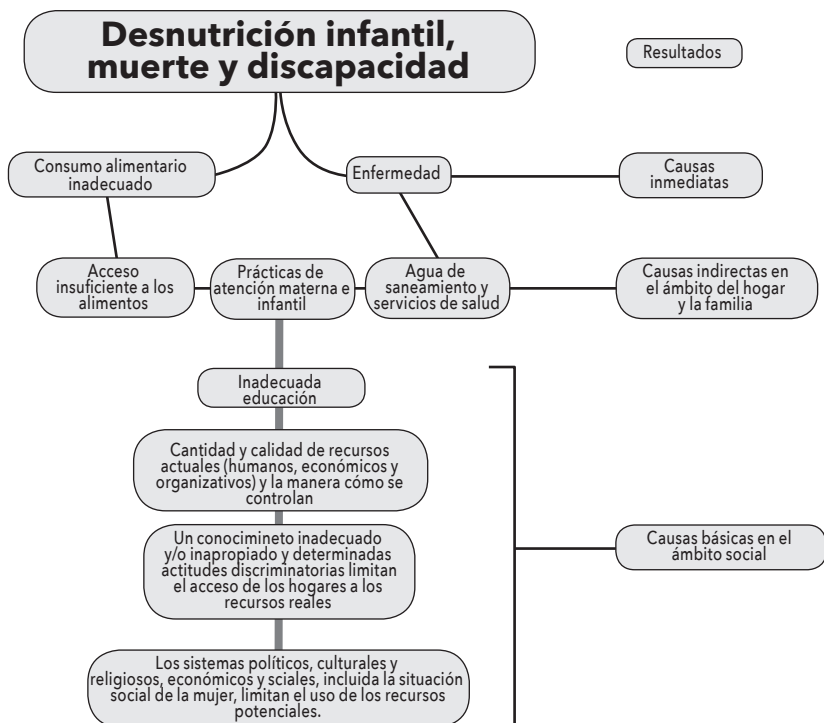 Desnutrición infantil,
muerte y discapacidad
Resultados
Consumo alimentario
inadecuado
Enfermedad
Causas
inmediatas
Acceso
insuficiente a los
alimentos
Prácticas de
atención materna e
infantil
Agua de
saneamiento y
servicios de salud
Causas indirectas en
el ámbito del hogar
y la familia
Inadecuada
educación
Cantidad y calidad de recursos
actuales (humanos, económicos y
organizativos) y la manera cómo se
controlan
Un conocimineto inadecuado
y/o inapropiado y determinadas
actitudes discriminatorias limitan
el acceso de los hogares a los
recursos reales
Causas básicas en el
ámbito social
Los sistemas políticos, culturales y
religiosos, económicos y sciales, incluida la situación
social de la mujer, limitan el uso de los recursos
potenciales.